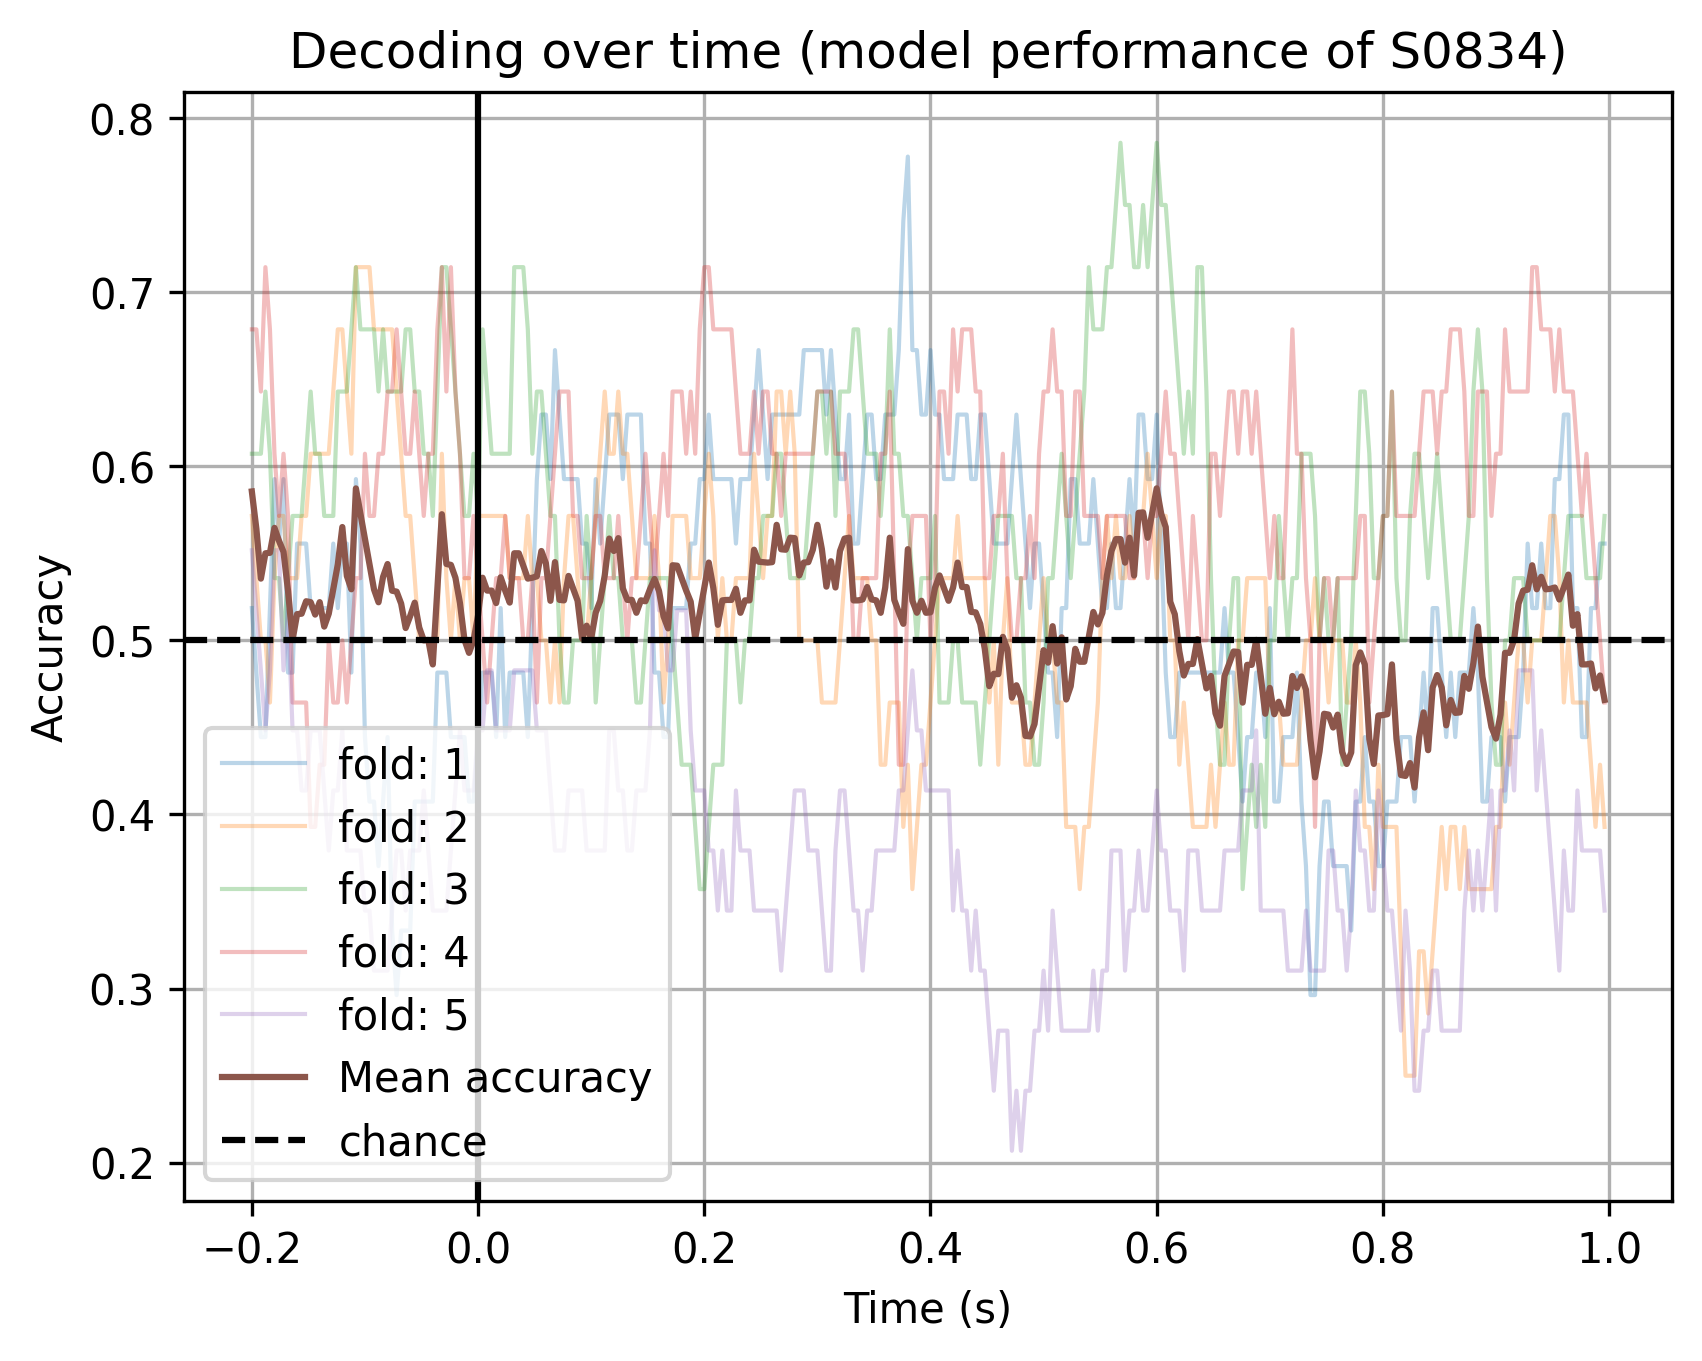 Decoding over time (model performance of S0834)
Accuracy
0.8
0.7
0.6
0.5
0.4
0.3
0.2
fold: 1
fold: 2
fold: 3
fold: 4
fold: 5
Mean accuracy
chance
−0.2 0.0 0.2 0.4 0.6 0.8 1.0
Time (s)